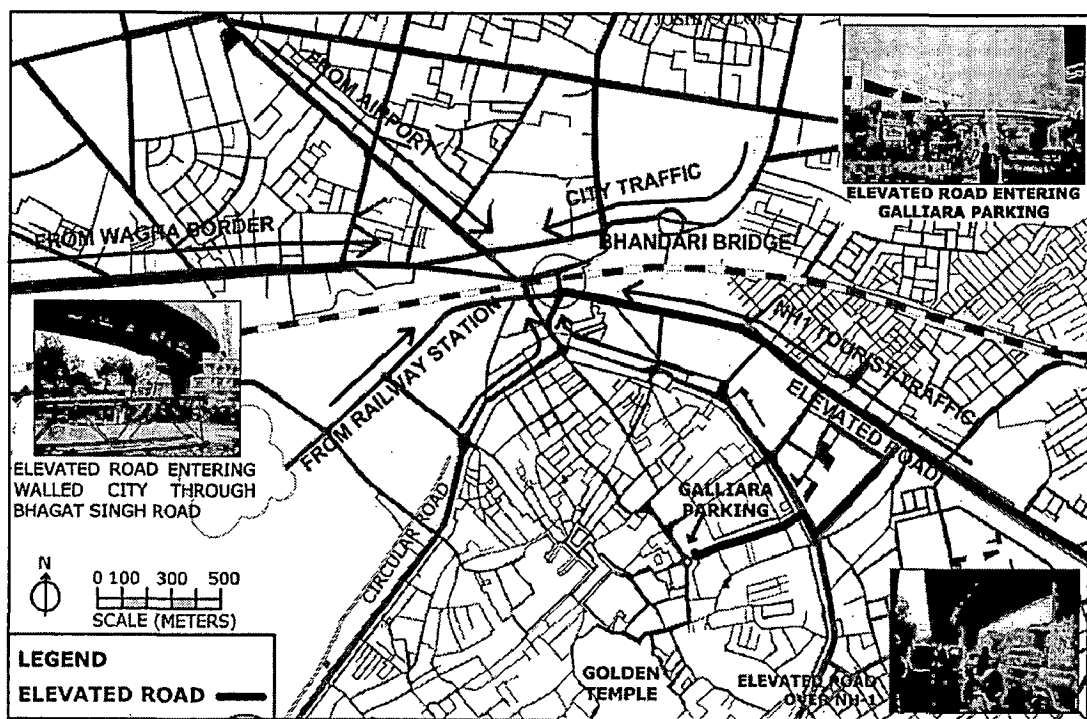 FROM AIRPORT
CITY TRAFFIC
ELEVATED ROAD ENTERING
GALLIARA PARKING
FROM WAGHA BORDER
BHANDARI BRIDGE
NH1 TOURIST TRAFFIC
ELEVATED ROAD
FROM RAILWAY STATION
ELEVATED ROAD ENTERING
WALLED CITY THROUGH
BHAGAT SINGH ROAD
GALLIARA
PARKING
CIRCULAR ROAD
N
0 100 300 500
SCALE (METERS)
LEGEND
ELEVATED ROAD
GOLDEN
TEMPLE
ELEVATED ROAD
OVER NH-1